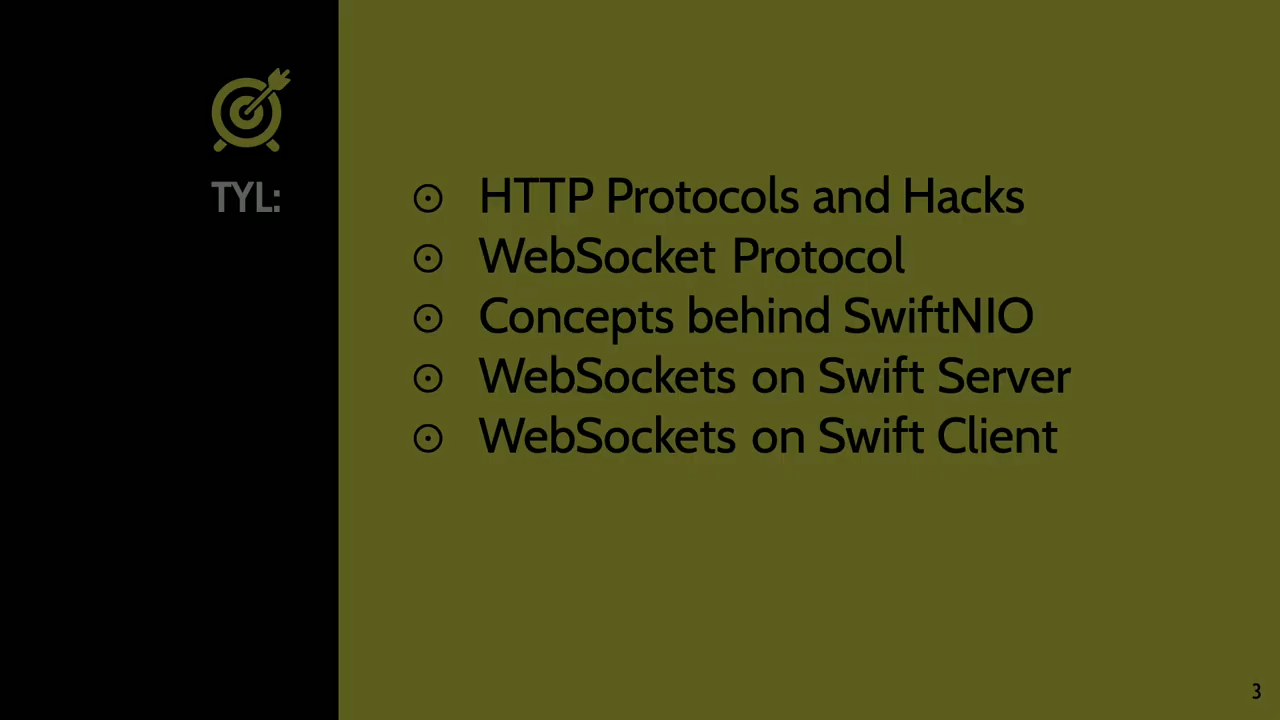 TYL:
HTTP Protocols and Hacks
WebSocket Protocol
Concepts behind SwiftNIO
WebSockets on Swift Server
WebSockets on Swift Client
3